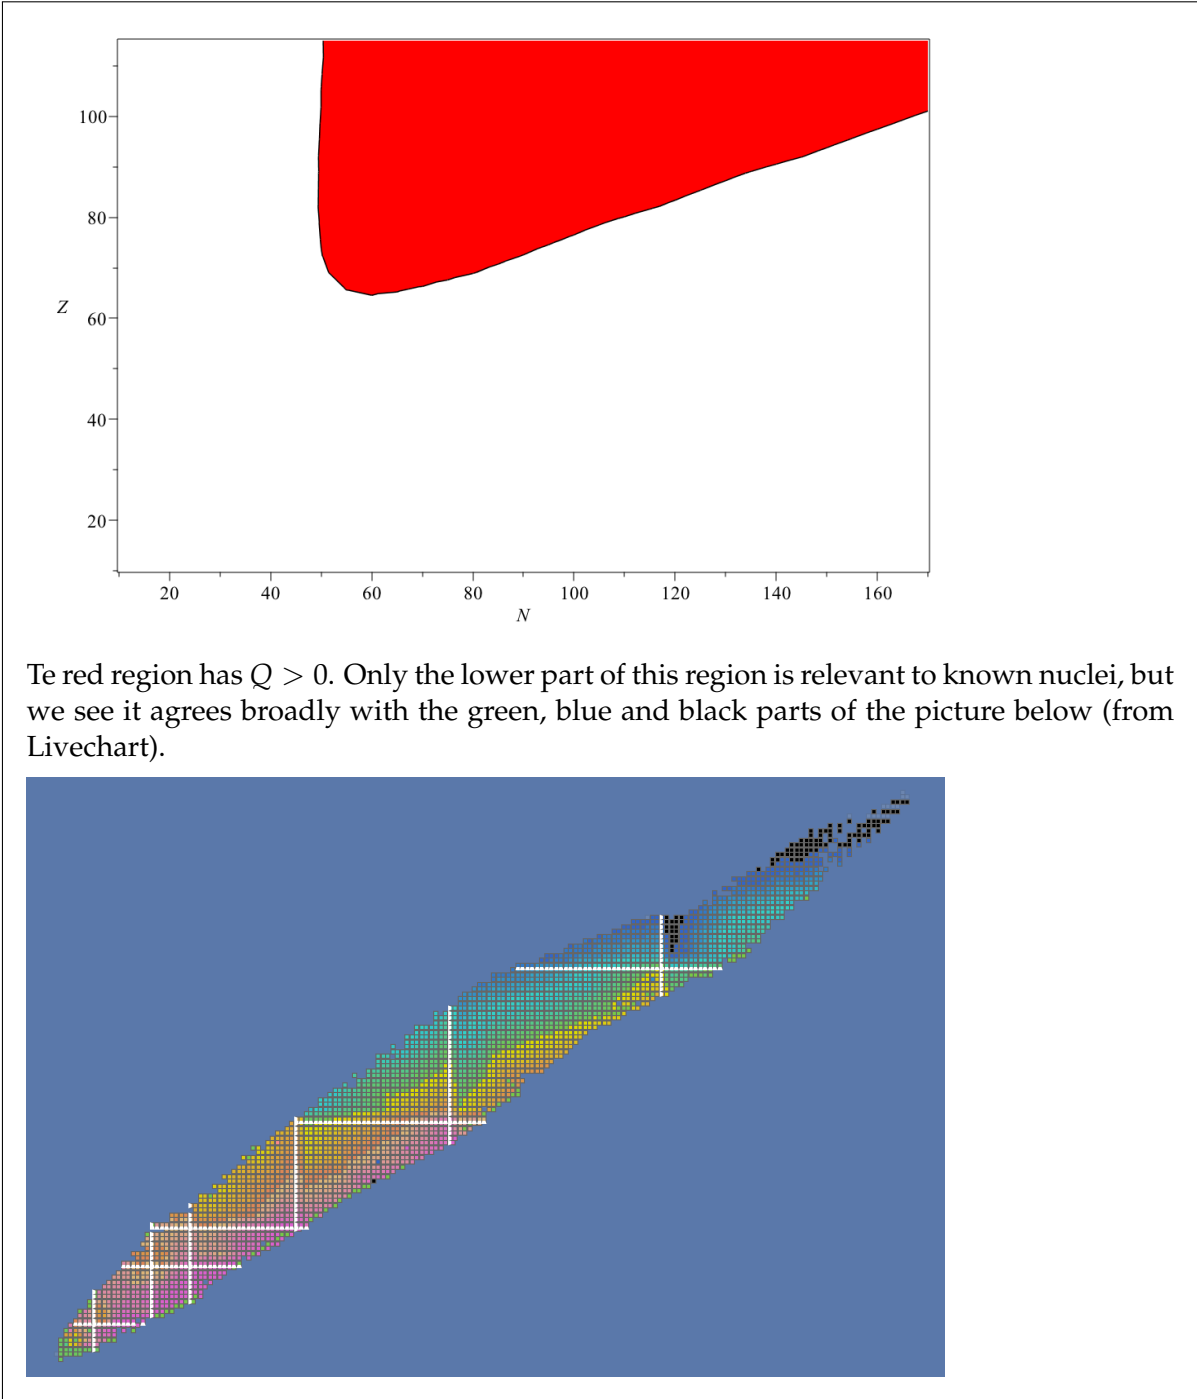 100
80
Z
60
40
20
20 40 60 80 100 120 140 160
N
Te red region has Q > 0. Only the lower part of this region is relevant to known nuclei, but
we see it agrees broadly with the green, blue and black parts of the picture below (from
Livechart).